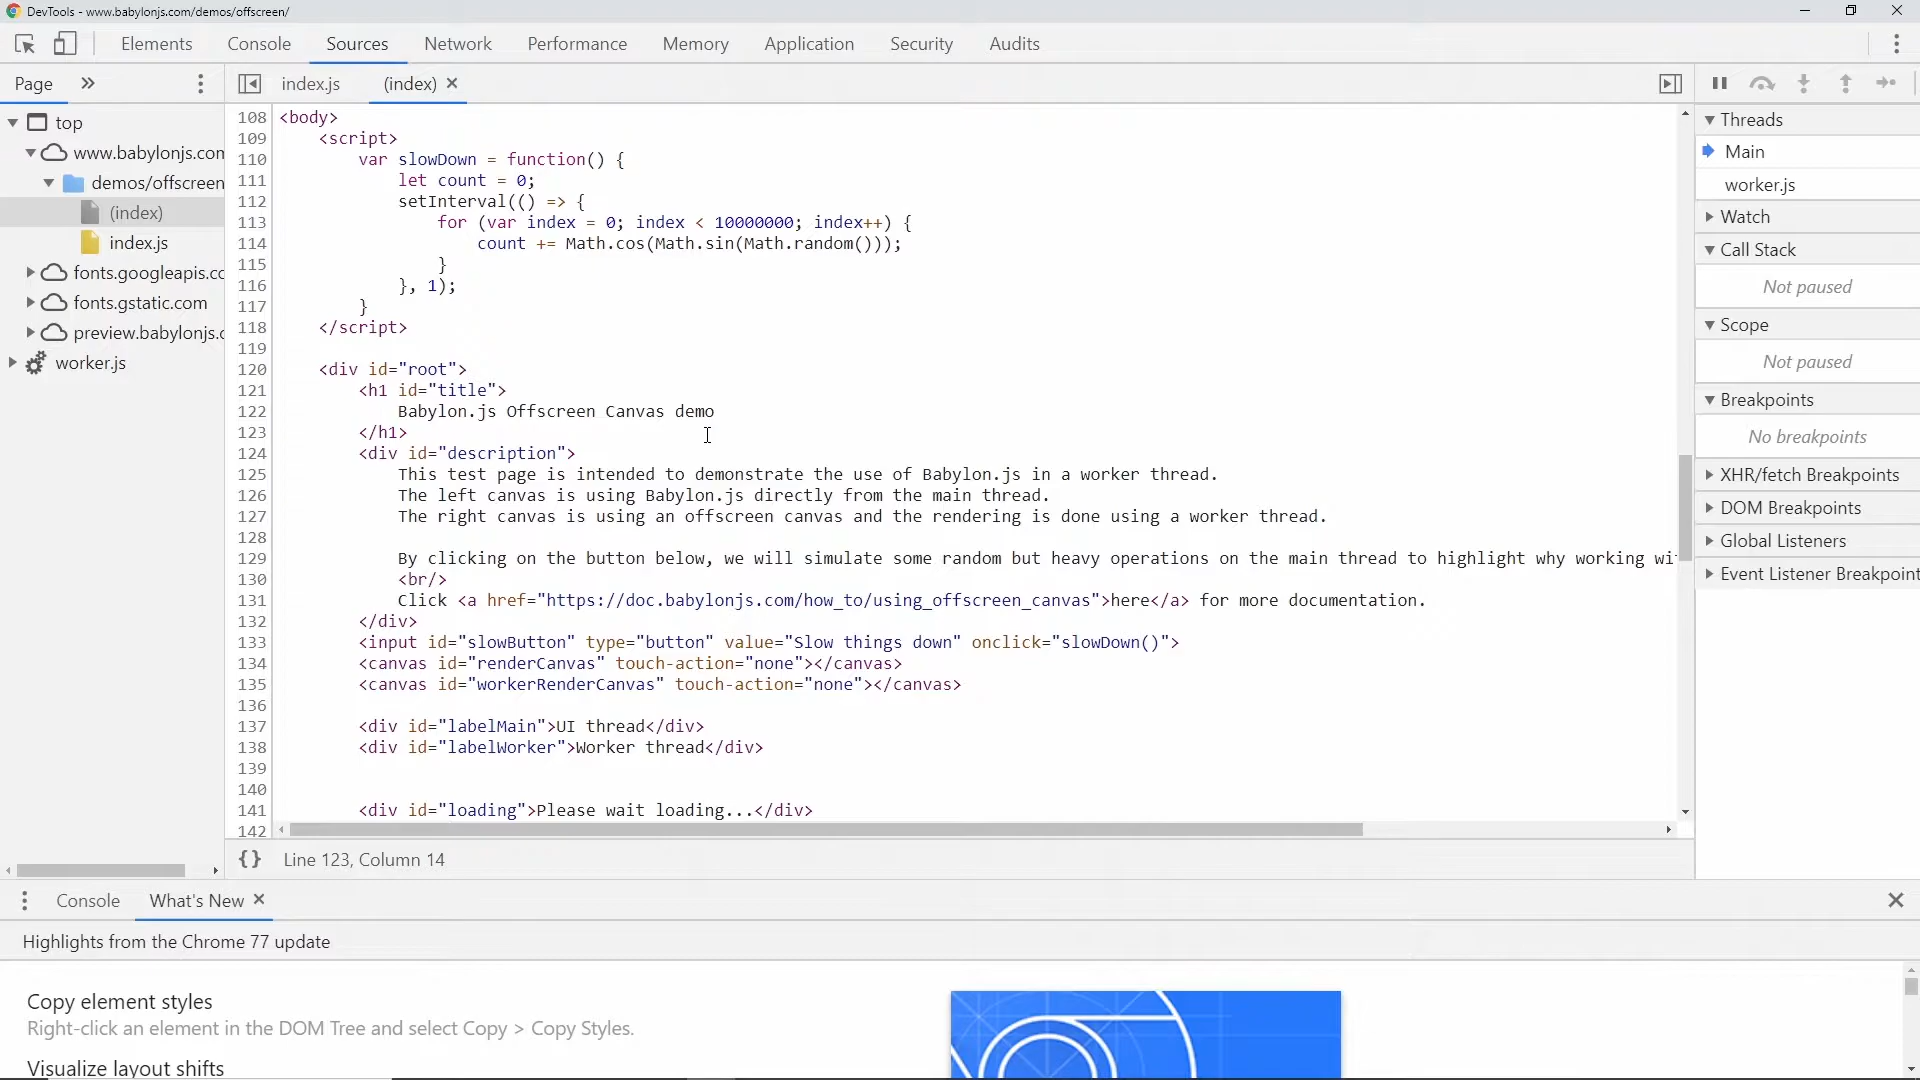 DevTools - www.babylonjs.com/demos/offscreen/
Elements Console Sources Network Performance Memory Application Security Audits
Page
index.js (index)
top
www.babylonjs.com
demos/offscreen
(index)
index.js
fonts.googleapis.co
fonts.gstatic.com
preview.babylonjs.c
worker.js
108 <body>
109 <script>
110 var slowDown = function() {
111 let count = 0;
112 setInterval(() => {
113 for (var index = 0; index < 10000000; index++) {
114 count += Math.cos(Math.sin(Math.random()));
115 }
116 }, 1);
117 }
118 </script>
119
120 <div id="root">
121 <h1 id="title">
122 Babylon.js Offscreen Canvas demo
123 </h1>
124 <div id="description">
125 This test page is intended to demonstrate the use of Babylon.js in a worker thread.
126 The left canvas is using Babylon.js directly from the main thread.
127 The right canvas is using an offscreen canvas and the rendering is done using a worker thread.
128
129 By clicking on the button below, we will simulate some random but heavy operations on the main thread to highlight why working wi
130 <br/>
131 Click <a href="https://doc.babylonjs.com/how_to/using_offscreen_canvas">here</a> for more documentation.
132 </div>
133 <input id="slowButton" type="button" value="Slow things down" onclick="slowDown()">
134 <canvas id="renderCanvas" touch-action="none"></canvas>
135 <canvas id="workerRenderCanvas" touch-action="none"></canvas>
136
137 <div id="labelMain">UI thread</div>
138 <div id="labelWorker">Worker thread</div>
139
140
141 <div id="loading">Please wait loading...</div>
142
{} Line 123, Column 14
Threads
Main
worker.js
Watch
Call Stack
Not paused
Scope
Not paused
Breakpoints
No breakpoints
XHR/fetch Breakpoints
DOM Breakpoints
Global Listeners
Event Listener Breakpoint
Console What's New
Highlights from the Chrome 77 update
Copy element styles
Right-click an element in the DOM Tree and select Copy > Copy Styles.
Visualize layout shifts